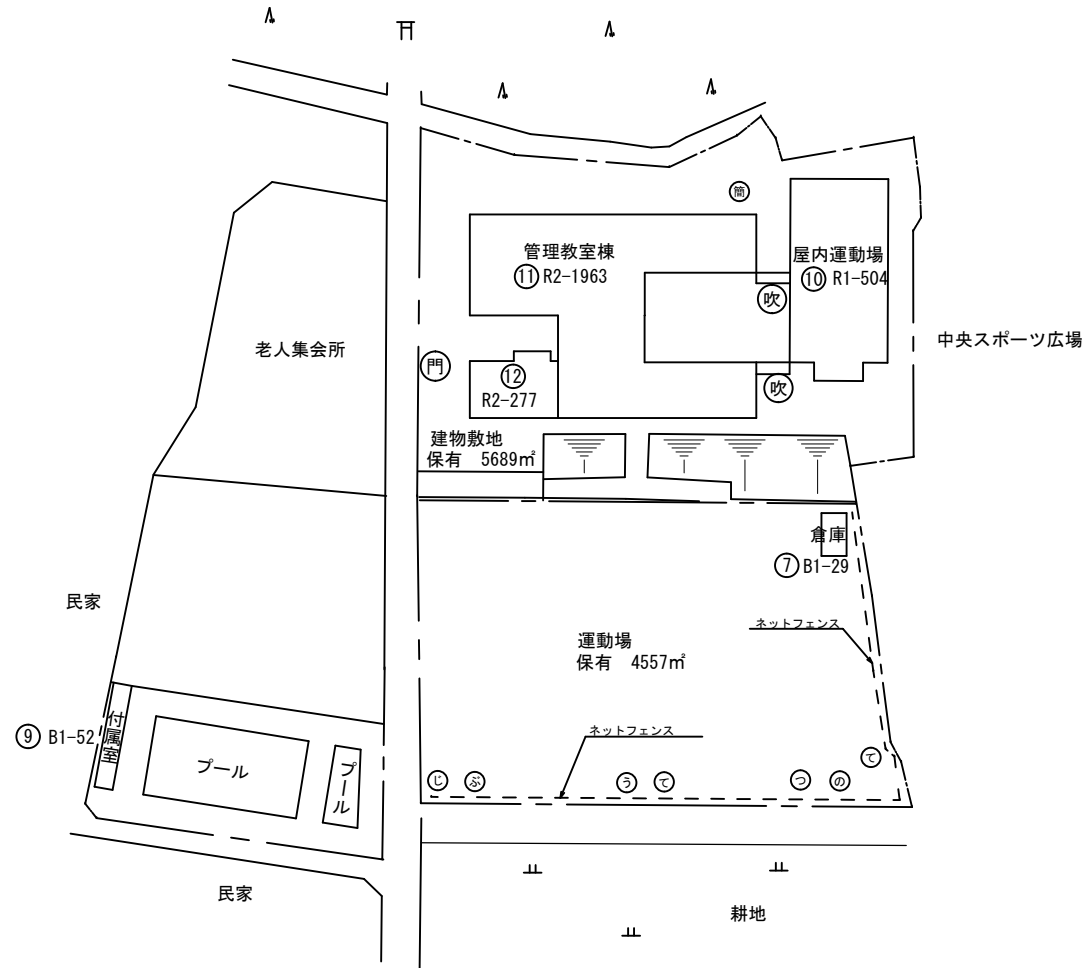 簡
管理教室棟
⑪ R2-1963
屋内運動場
⑩ R1-504
吹
中央スポーツ広場
老人集会所
門
⑫
R2-277
吹
建物敷地
保有 5689㎡
倉庫
⑦ B1-29
民家
ネットフェンス
運動場
保有 4557㎡
⑨ B1-52
付属室
プール
プール
ネットフェンス
じ ぶ う て つ の て
民家
耕地